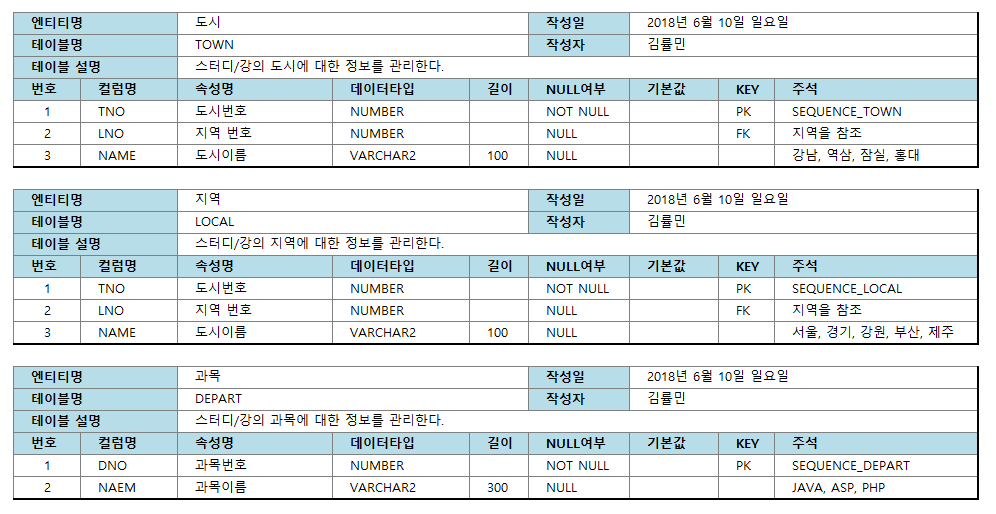 엔티티명 도시 작성일 2018년 6월 10일 일요일
테이블명 TOWN 작성자 김률민
테이블 설명 스터디/강의 도시에 대한 정보를 관리한다.
번호 컬럼명 속성명 데이터타입 길이 NULL여부 기본값 KEY 주석
1 TNO 도시번호 NUMBER NOT NULL PK SEQUENCE_TOWN
2 LNO 지역 번호 NUMBER NULL FK 지역을 참조
3 NAME 도시이름 VARCHAR2 100 NULL 강남, 역삼, 잠실, 홍대
엔티티명 지역 작성일 2018년 6월 10일 일요일
테이블명 LOCAL 작성자 김률민
테이블 설명 스터디/강의 지역에 대한 정보를 관리한다.
번호 컬럼명 속성명 데이터타입 길이 NULL여부 기본값 KEY 주석
1 TNO 도시번호 NUMBER NOT NULL PK SEQUENCE_LOCAL
2 LNO 지역 번호 NUMBER NULL FK 지역을 참조
3 NAME 도시이름 VARCHAR2 100 NULL 서울, 경기, 강원, 부산, 제주
엔티티명 과목 작성일 2018년 6월 10일 일요일
테이블명 DEPART 작성자 김률민
테이블 설명 스터디/강의 과목에 대한 정보를 관리한다.
번호 컬럼명 속성명 데이터타입 길이 NULL여부 기본값 KEY 주석
1 DNO 과목번호 NUMBER NOT NULL PK SEQUENCE_DEPART
2 NAEM 과목이름 VARCHAR2 300 NULL JAVA, ASP, PHP